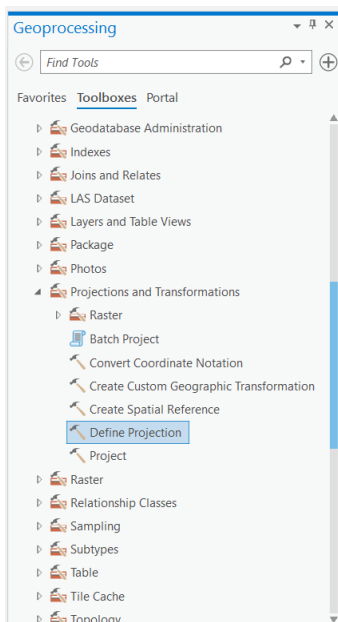 Geoprocessing
Find Tools
Favorites Toolboxes Portal
Geodatabase Administration
Indexes
Joins and Relates
LAS Dataset
Layers and Table Views
Package
Photos
Projections and Transformations
Raster
Batch Project
Convert Coordinate Notation
Create Custom Geographic Transformation
Create Spatial Reference
Define Projection
Project
Raster
Relationship Classes
Sampling
Subtypes
Table
Tile Cache
Topology